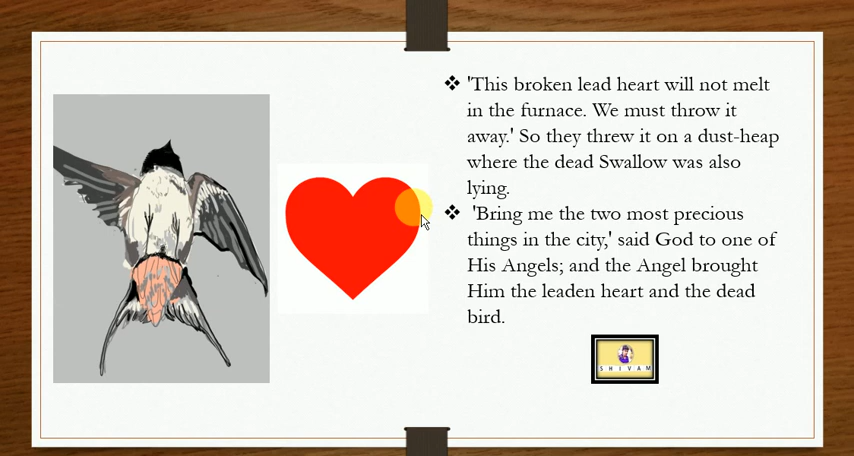 ❖ 'This broken lead heart will not melt
in the furnace. We must throw it
away.' So they threw it on a dust-heap
where the dead Swallow was also
lying.
❖ 'Bring me the two most precious
things in the city,' said God to one of
His Angels; and the Angel brought
Him the leaden heart and the dead
bird.
SHIVAM